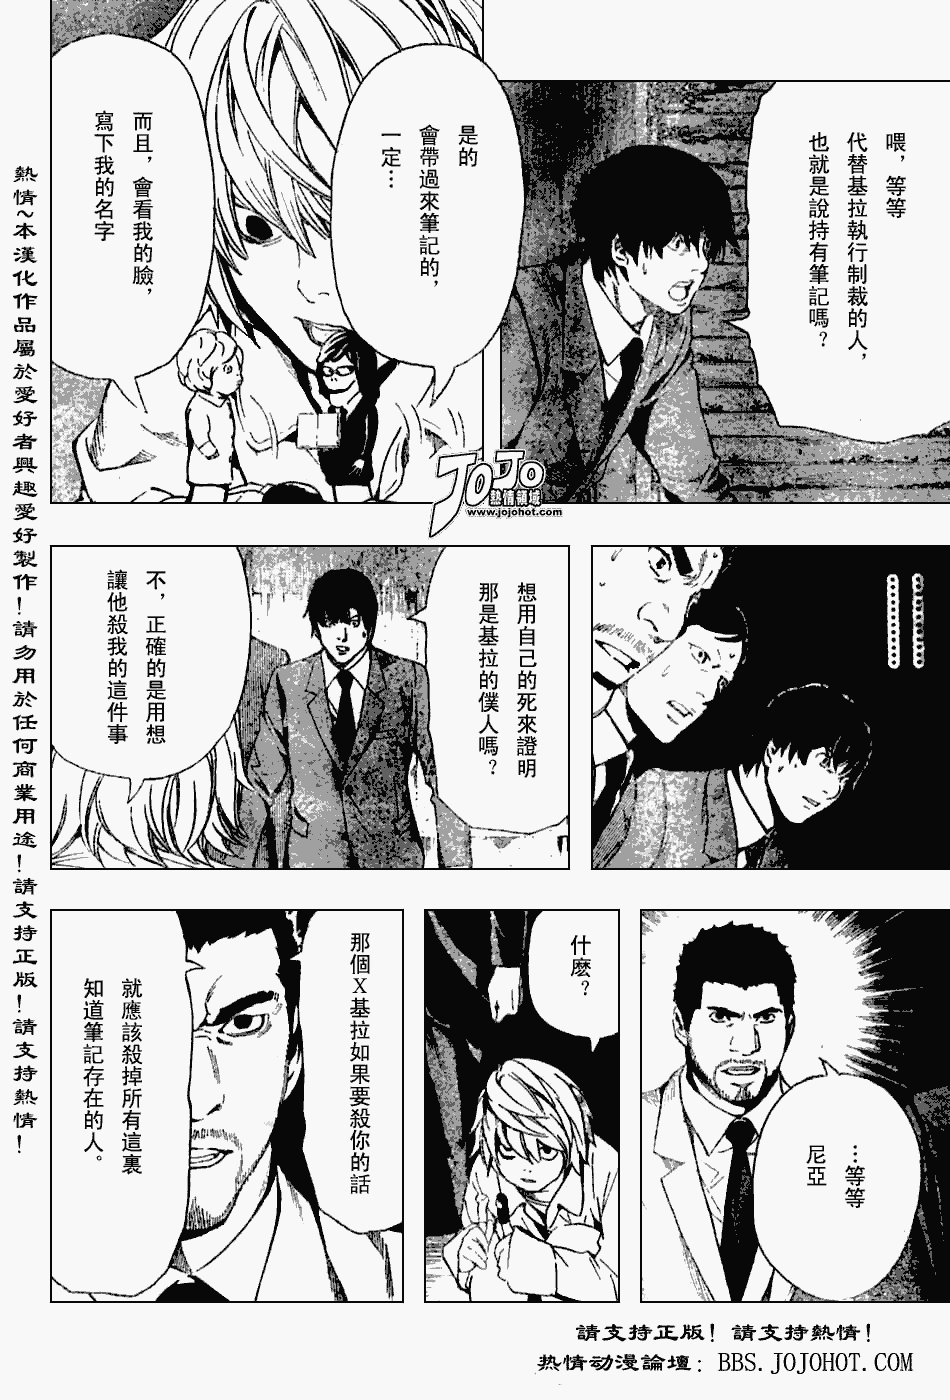 喂，等等
代替基拉執行制裁的人，
也就是說持有筆記嗎？
是的
會帶過來筆記的，
一定…
而且，會看我的臉，
寫下我的名字
JOJO
熱情領域
www.jojohot.com
…………
想用自己的死來證明
那是基拉的僕人嗎？
不，正確的是用想
讓他殺我的這件事
…等等
尼亞
什麽？
那個X基拉如果要殺你的話
就應該殺掉所有這裏
知道筆記存在的人。
熱情~本漢化作品屬於愛好者興趣愛好製作！請勿用於任何商業用途！請支持正版！請支持熱情！
請支持正版！請支持熱情！
热情动漫論壇：BBS.JOJOHOT.COM